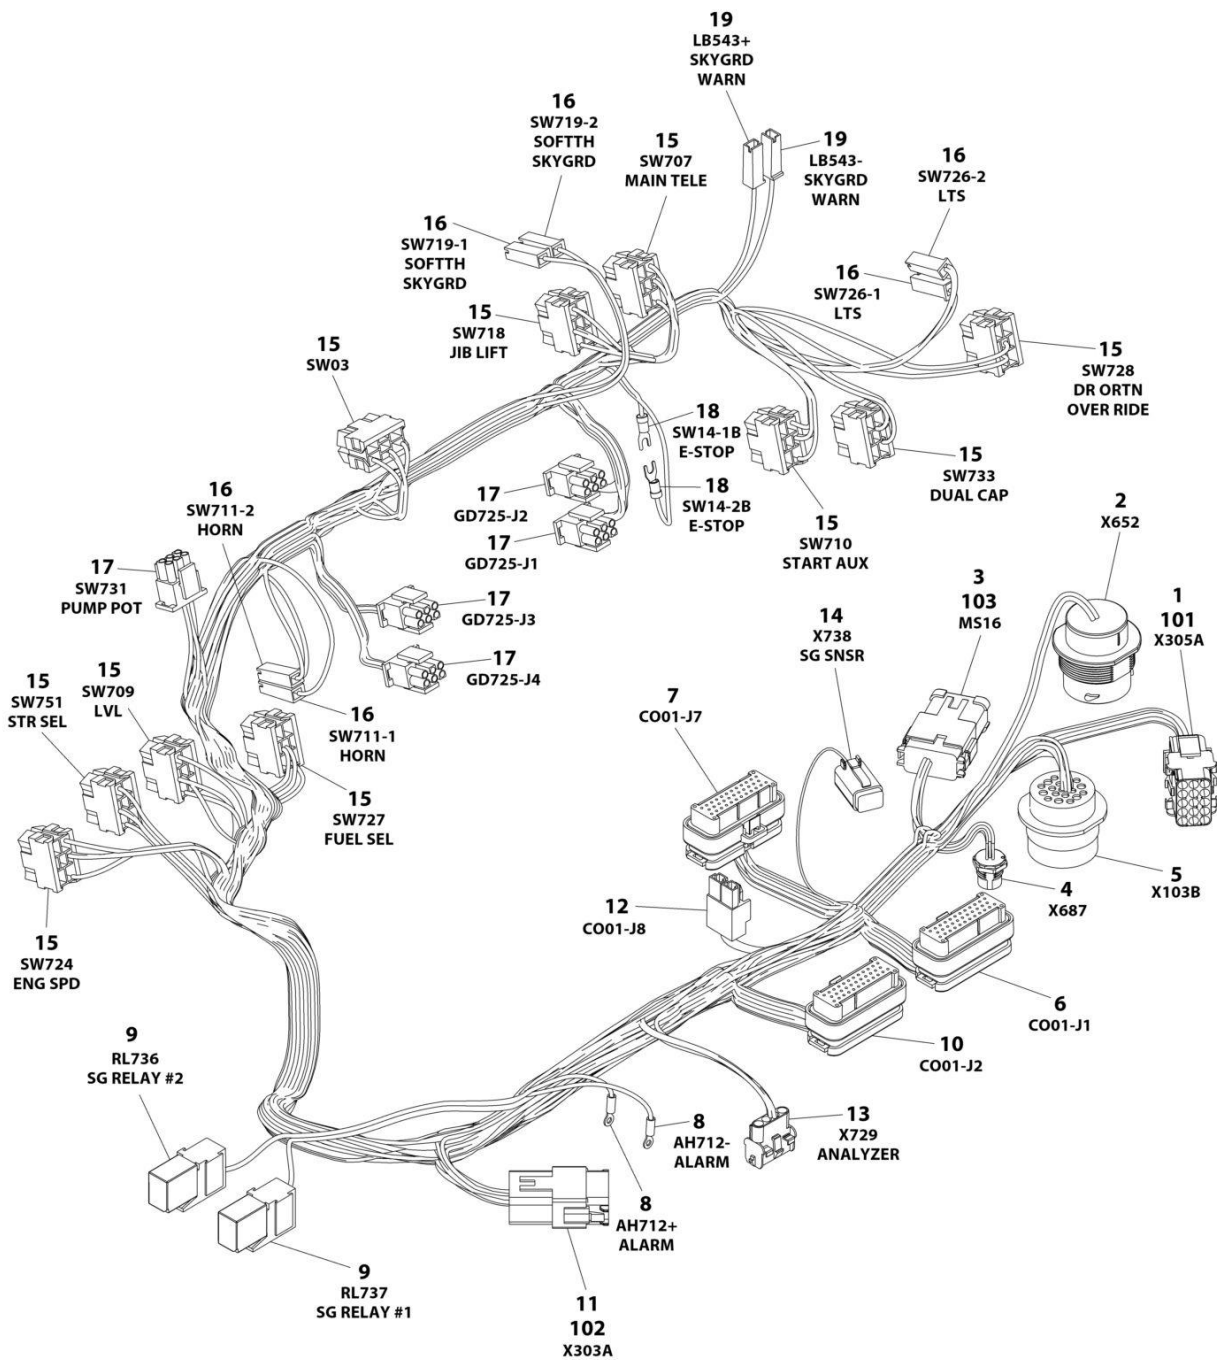 19
LB543+
SKYGRD
WARN
16
SW719-2
SOFTTH
SKYGRD
15
SW707
MAIN TELE
19
LB543-
SKYGRD
WARN
16
SW726-2
LTS
16
SW719-1
SOFTTH
SKYGRD
16
SW726-1
LTS
15
SW718
JIB LIFT
15
SW03
15
SW728
DR ORTN
OVER RIDE
18
SW14-1B
E-STOP
15
SW733
DUAL CAP
16
SW711-2
HORN
17
GD725-J2
18
SW14-2B
E-STOP
15
SW710
START AUX
2
X652
17
GD725-J1
17
SW731
PUMP POT
3
103
MS16
1
101
X305A
17
GD725-J3
14
X738
SG SNSR
15
SW751
STR SEL
15
SW709
LVL
17
GD725-J4
7
CO01-J7
16
SW711-1
HORN
15
SW727
FUEL SEL
4
X687
5
X103B
12
CO01-J8
15
SW724
ENG SPD
6
CO01-J1
10
CO01-J2
9
RL736
SG RELAY #2
8
AH712-
ALARM
13
X729
ANALYZER
8
AH712+
ALARM
9
RL737
SG RELAY #1
11
102
X303A